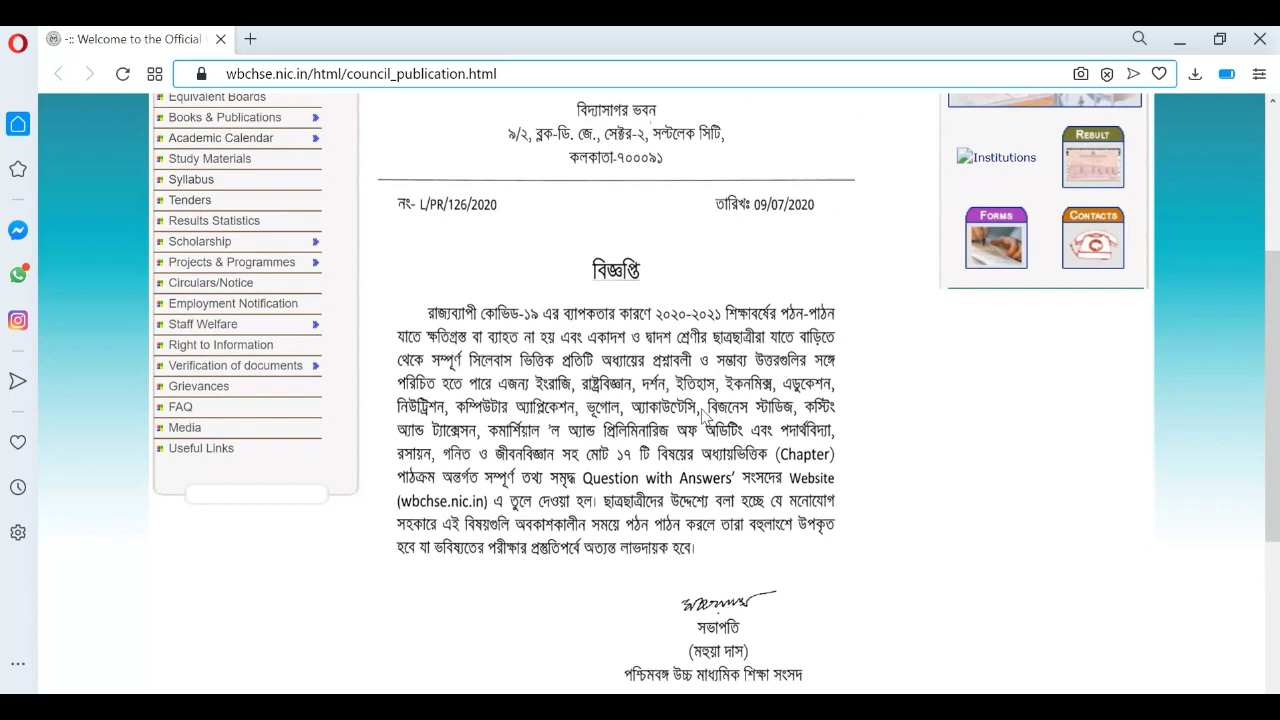 -:: Welcome to the Official
wbchse.nic.in/html/council_publication.html
Equivalent Boards
Books & Publications
Academic Calendar
Study Materials
Syllabus
Tenders
Results Statistics
Scholarship
Projects & Programmes
Circulars/Notice
Employment Notification
Staff Welfare
Right to Information
Verification of documents
Grievances
FAQ
Media
Useful Links
বিদ্যাসাগর ভবন
৯/২, ব্লক-ডি. জে., সেক্টর-২, সল্টলেক সিটি,
কলকাতা-৭০০০৯১
নং- L/PR/126/2020 তারিখঃ 09/07/2020
বিজ্ঞপ্তি
রাজ্যব্যাপী কোভিড-১৯ এর ব্যাপকতার কারণে ২০২০-২০২১ শিক্ষাবর্ষের পঠন-পাঠন
যাতে ক্ষতিগ্রস্ত বা ব্যাহত না হয় এবং একাদশ ও দ্বাদশ শ্রেণীর ছাত্রছাত্রীরা যাতে বাড়িতে
থেকে সম্পূর্ণ সিলেবাস ভিত্তিক প্রতিটি অধ্যায়ের প্রশ্নাবলী ও সম্ভাব্য উত্তরগুলির সঙ্গে
পরিচিত হতে পারে এজন্য ইংরাজি, রাষ্ট্রবিজ্ঞান, দর্শন, ইতিহাস, ইকনমিক্স, এডুকেশন,
নিউট্রিশন, কম্পিউটার অ্যাপ্লিকেশন, ভূগোল, অ্যাকাউন্টেসি, বিজনেস স্টাডিজ, কস্টিং
অ্যান্ড ট্যাক্সেসন, কমার্শিয়াল 'ল অ্যান্ড প্রিলিমিনারিজ অফ অডিটিং এবং পদার্থবিদ্যা,
রসায়ন, গনিত ও জীবনবিজ্ঞান সহ মোট ১৭ টি বিষয়ের অধ্যায়ভিত্তিক (Chapter)
পাঠক্রম অন্তর্গত সম্পূর্ণ তথ্য সমৃদ্ধ Question with Answers’ সংসদের Website
(wbchse.nic.in) এ তুলে দেওয়া হল। ছাত্রছাত্রীদের উদ্দেশ্যে বলা হচ্ছে যে মনোযোগ
সহকারে এই বিষয়গুলি অবকাশকালীন সময়ে পঠন পাঠন করলে তারা বহুলাংশে উপকৃত
হবে যা ভবিষ্যতের পরীক্ষার প্রস্তুতিপর্বে অত্যন্ত লাভদায়ক হবে।
সভাপতি
(মহুয়া দাস)
পশ্চিমবঙ্গ উচ্চ মাধ্যমিক শিক্ষা সংসদ
RESULT
Institutions
FORMS
CONTACTS